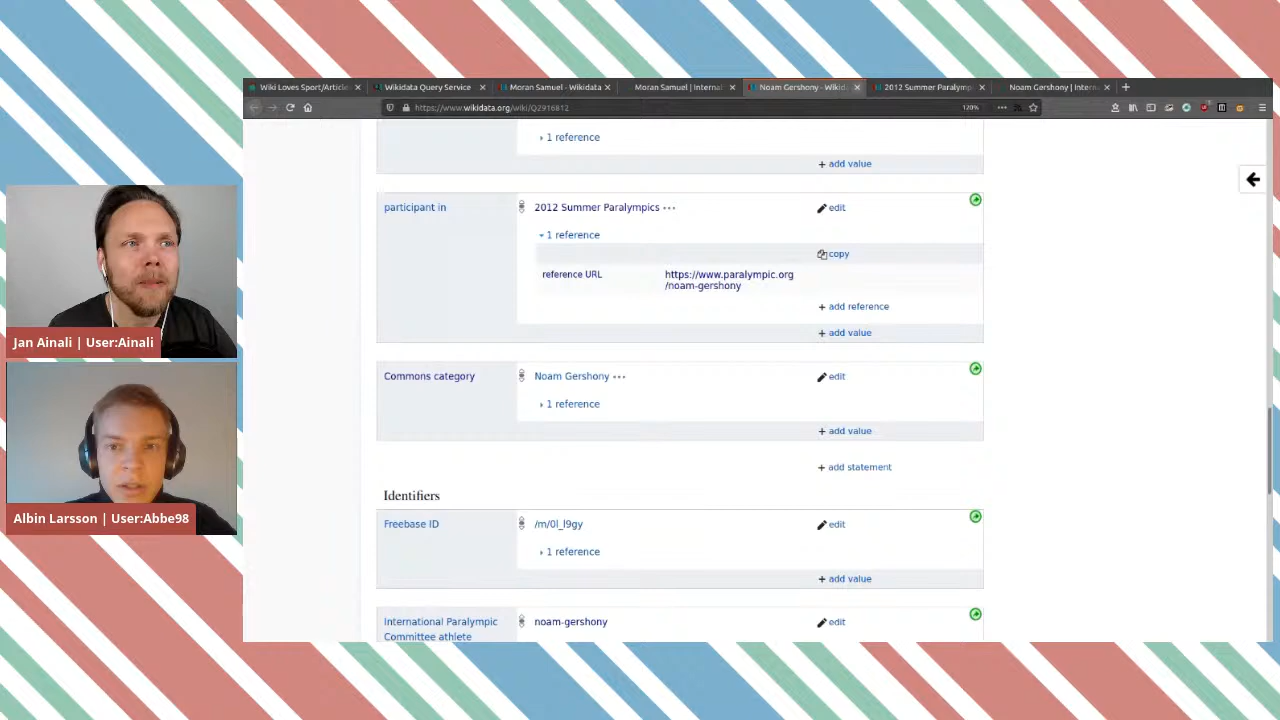 Wiki Loves Sport/Article
Wikidata Query Service
Moran Samuel - Wikidata
Moran Samuel | Internat
Noam Gershony - Wikid
2012 Summer Paralymp
Noam Gershony | Intern
https://www.wikidata.org/wiki/Q2916812
120%
1 reference
+ add value
participant in
2012 Summer Paralympics
edit
1 reference
copy
reference URL
https://www.paralympic.org
/noam-gershony
+ add reference
+ add value
Commons category
Noam Gershony
edit
1 reference
+ add value
+ add statement
Identifiers
Freebase ID
/m/0l_l9gy
edit
1 reference
+ add value
International Paralympic
Committee athlete
noam-gershony
edit
Jan Ainali | User:Ainali
Albin Larsson | User:Abbe98